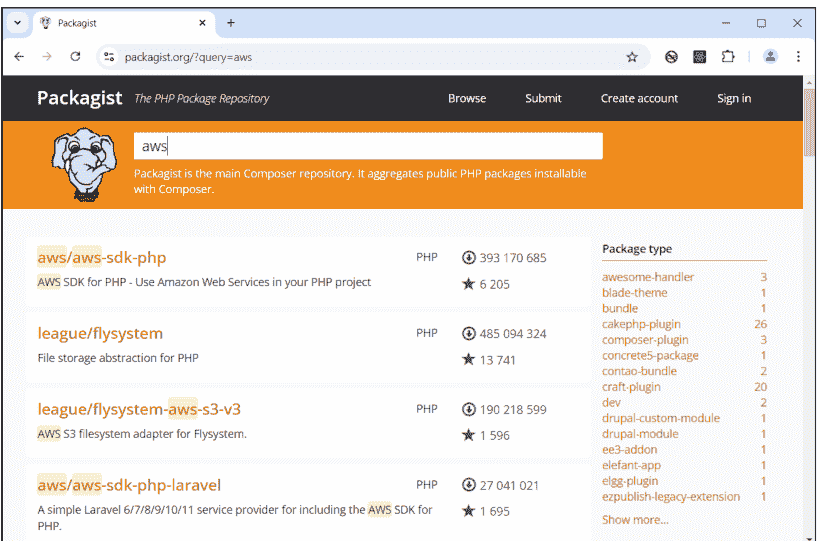 Packagist
packagist.org/?query=aws
Packagist The PHP Package Repository Browse Submit Create account Sign in
aws
Packagist is the main Composer repository. It aggregates public PHP packages installable
with Composer.
aws/aws-sdk-php PHP 393 170 685
AWS SDK for PHP - Use Amazon Web Services in your PHP project 6 205
league/flysystem PHP 485 094 324
File storage abstraction for PHP 13 741
league/flysystem-aws-s3-v3 PHP 190 218 599
AWS S3 filesystem adapter for Flysystem. 1 596
aws/aws-sdk-php-laravel PHP 27 041 021
A simple Laravel 6/7/8/9/10/11 service provider for including the AWS SDK for 1 695
PHP.
Package type
awesome-handler 3
blade-theme 1
bundle 1
cakephp-plugin 26
composer-plugin 3
concrete5-package 1
contao-bundle 2
craft-plugin 20
dev 2
drupal-custom-module 1
drupal-module 1
ee3-addon 1
elefant-app 1
elgg-plugin 1
ezpublish-legacy-extension 1
Show more...